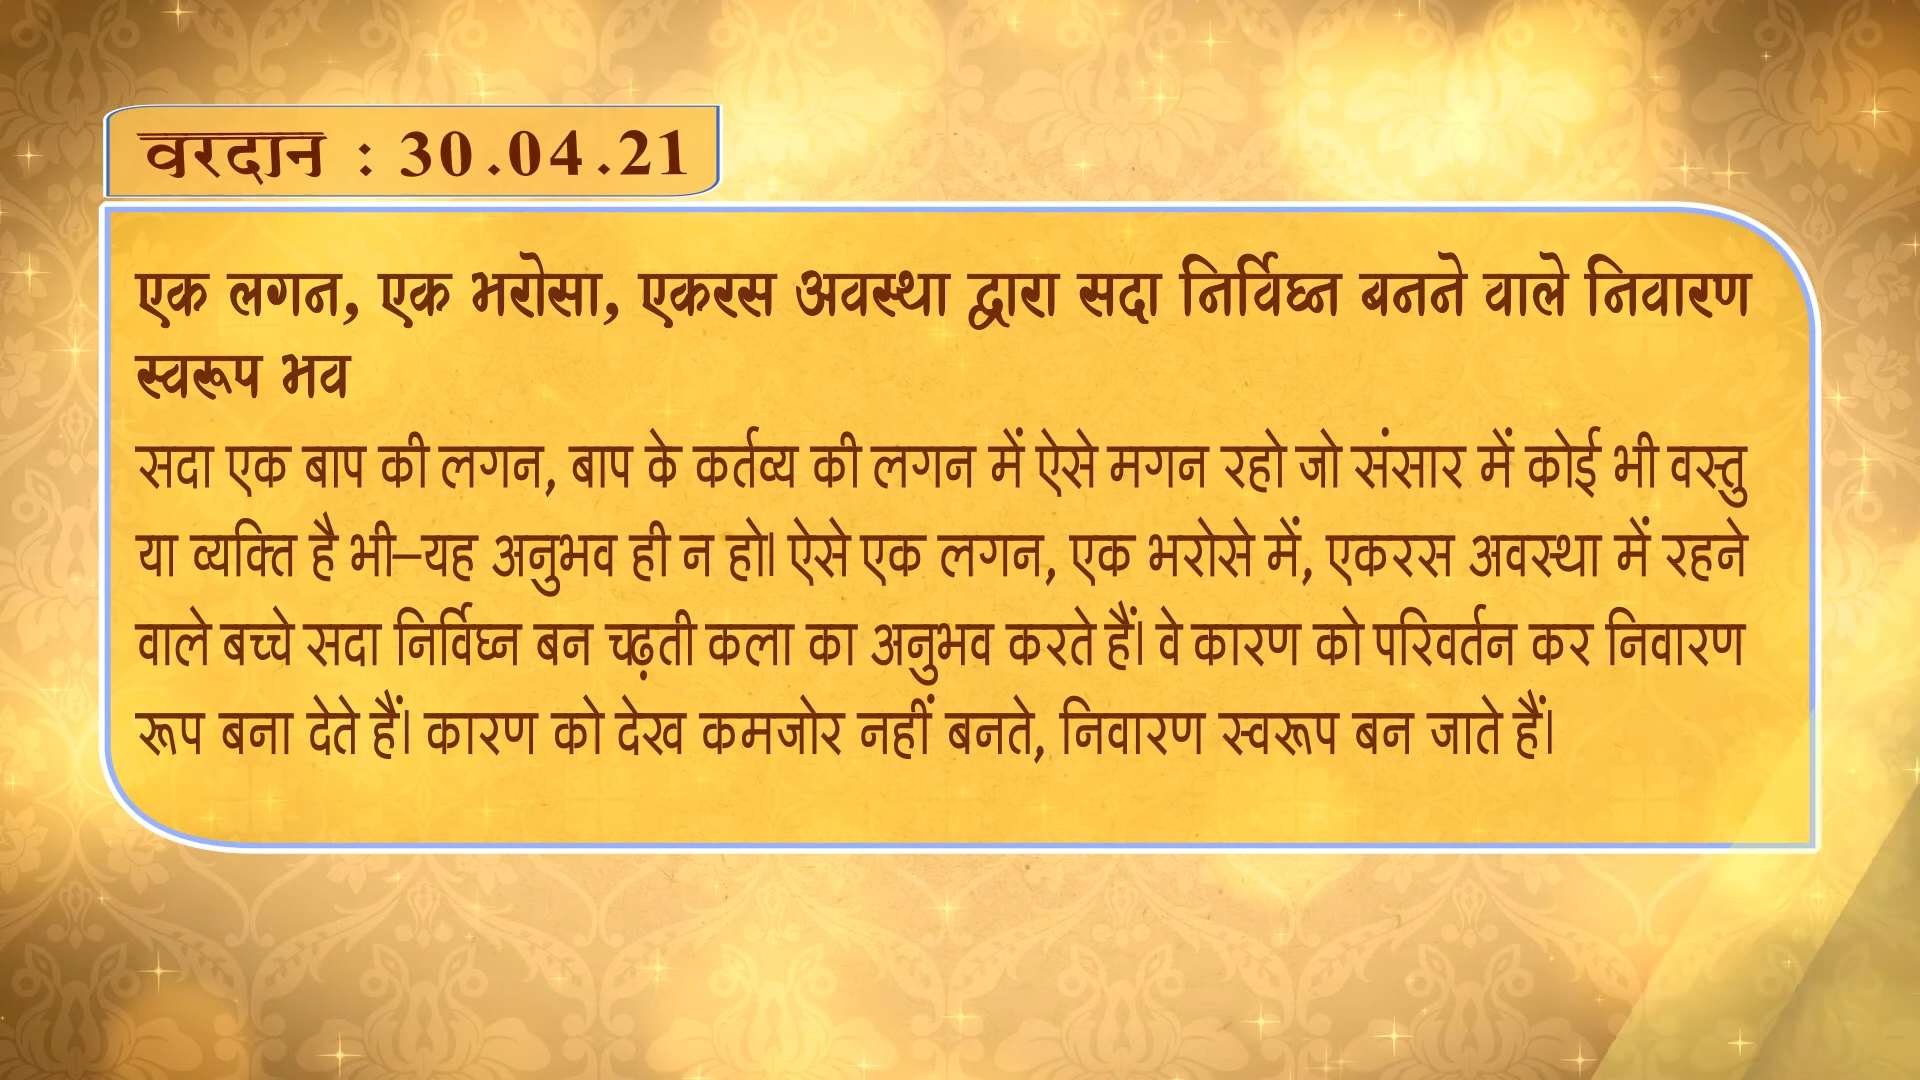 वरदान : 30.04.21
एक लगन, एक भरोसा, एकरस अवस्था द्वारा सदा निर्विघ्न बनने वाले निवारण
स्वरूप भव
सदा एक बाप की लगन, बाप के कर्तव्य की लगन में ऐसे मगन रहो जो संसार में कोई भी वस्तु
या व्यक्ति है भी–यह अनुभव ही न हो। ऐसे एक लगन, एक भरोसे में, एकरस अवस्था में रहने
वाले बच्चे सदा निर्विघ्न बन चढ़ती कला का अनुभव करते हैं। वे कारण को परिवर्तन कर निवारण
रूप बना देते हैं। कारण को देख कमजोर नहीं बनते, निवारण स्वरूप बन जाते हैं।